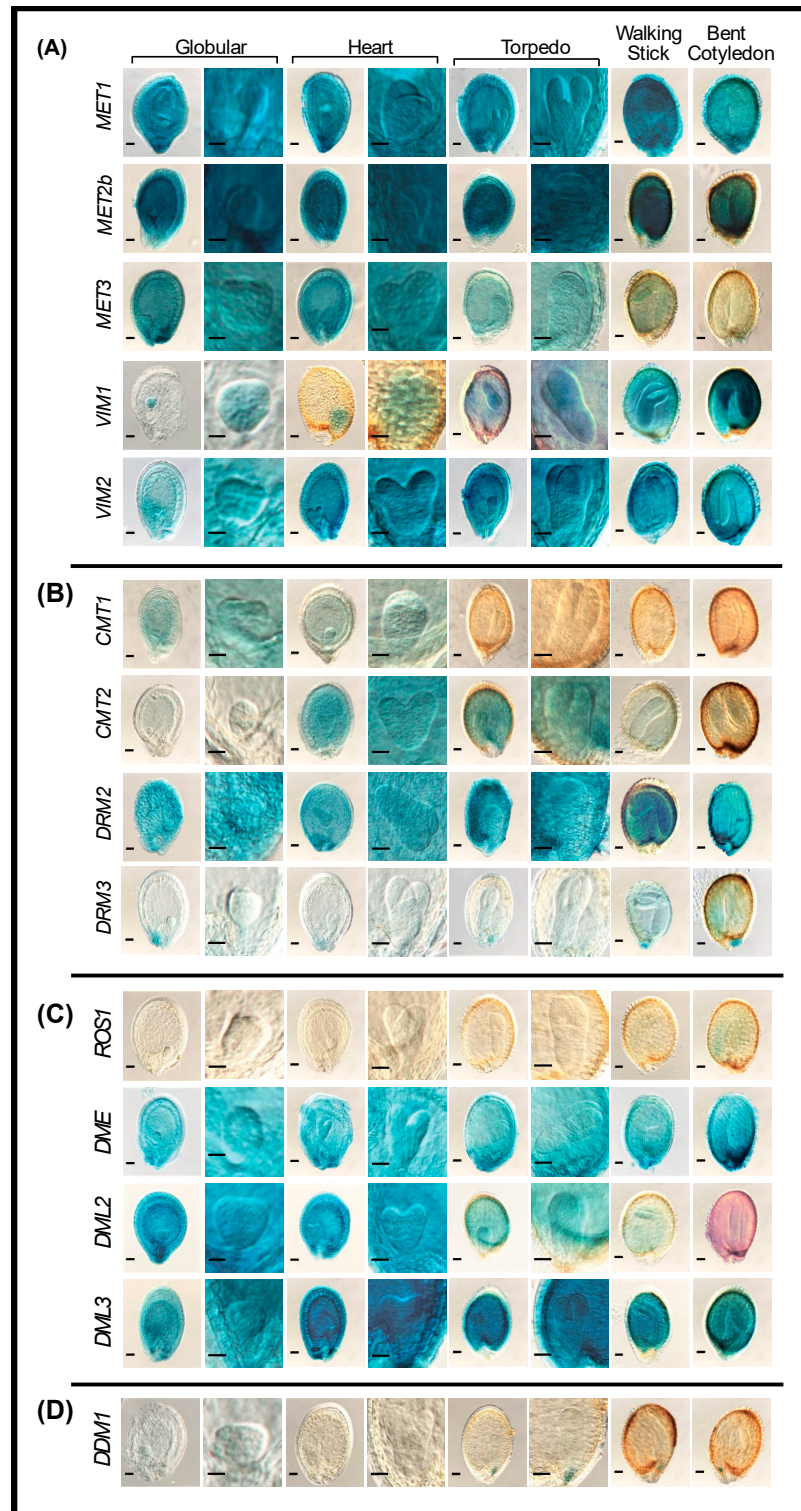 (A)
Globular Heart Torpedo Walking Stick Bent Cotyledon
MET1
MET2b
MET3
VIM1
VIM2
(B)
CMT1
CMT2
DRM2
DRM3
(C)
ROS1
DME
DML2
DML3
(D)
DDM1